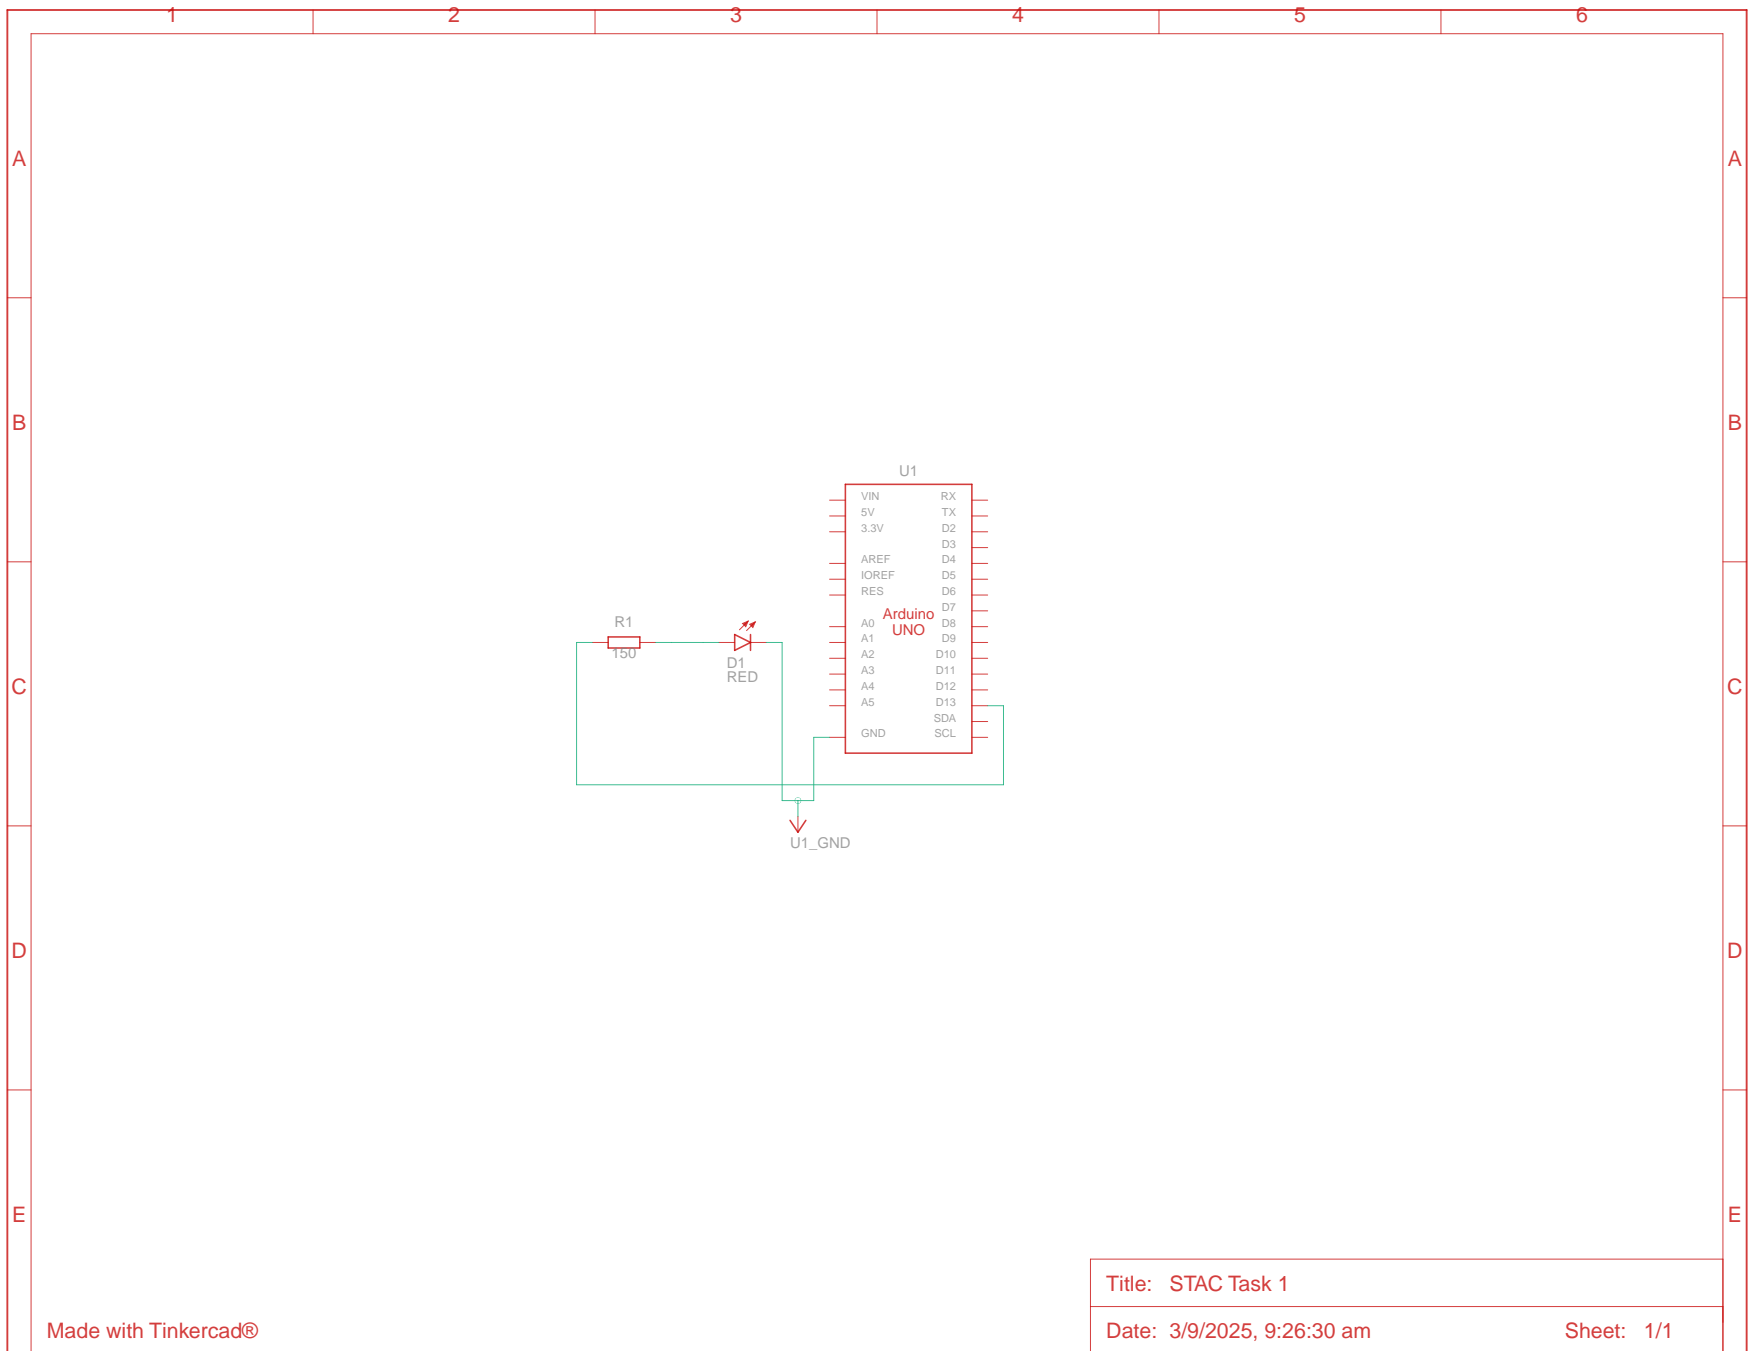 1 2 3 4 5 6
A A
B B
U1
VIN RX
5V TX
3.3V D2
D3
AREF D4
IOREF D5
RES D6
D7
Arduino
UNO
A0 D8
A1 D9
A2 D10
A3 D11
A4 D12
A5 D13
SDA
GND SCL
R1
150
D1
RED
C C
U1_GND
D D
E E
Title: STAC Task 1
Made with Tinkercad®
Date: 3/9/2025, 9:26:30 am Sheet: 1/1